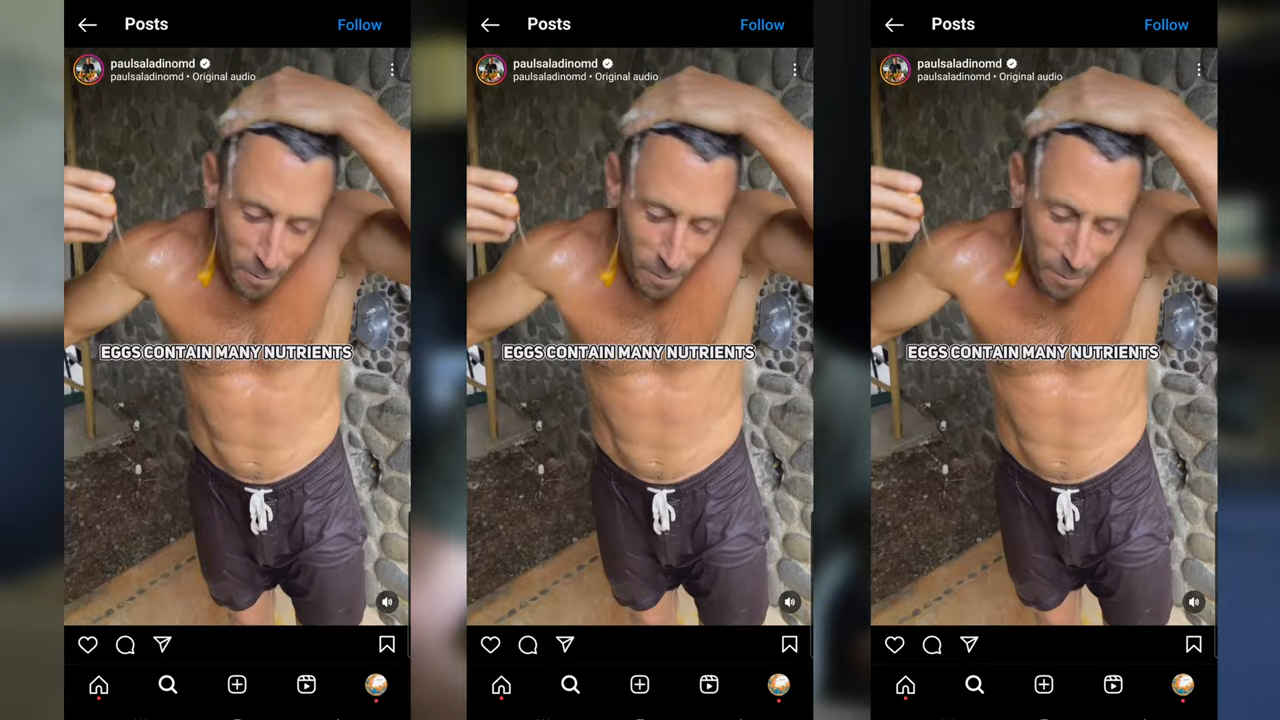 Posts
Follow
paulsaladinomd
paulsaladinomd • Original audio
EGGS CONTAIN MANY NUTRIENTS
Posts
Follow
paulsaladinomd
paulsaladinomd • Original audio
EGGS CONTAIN MANY NUTRIENTS
Posts
Follow
paulsaladinomd
paulsaladinomd • Original audio
EGGS CONTAIN MANY NUTRIENTS